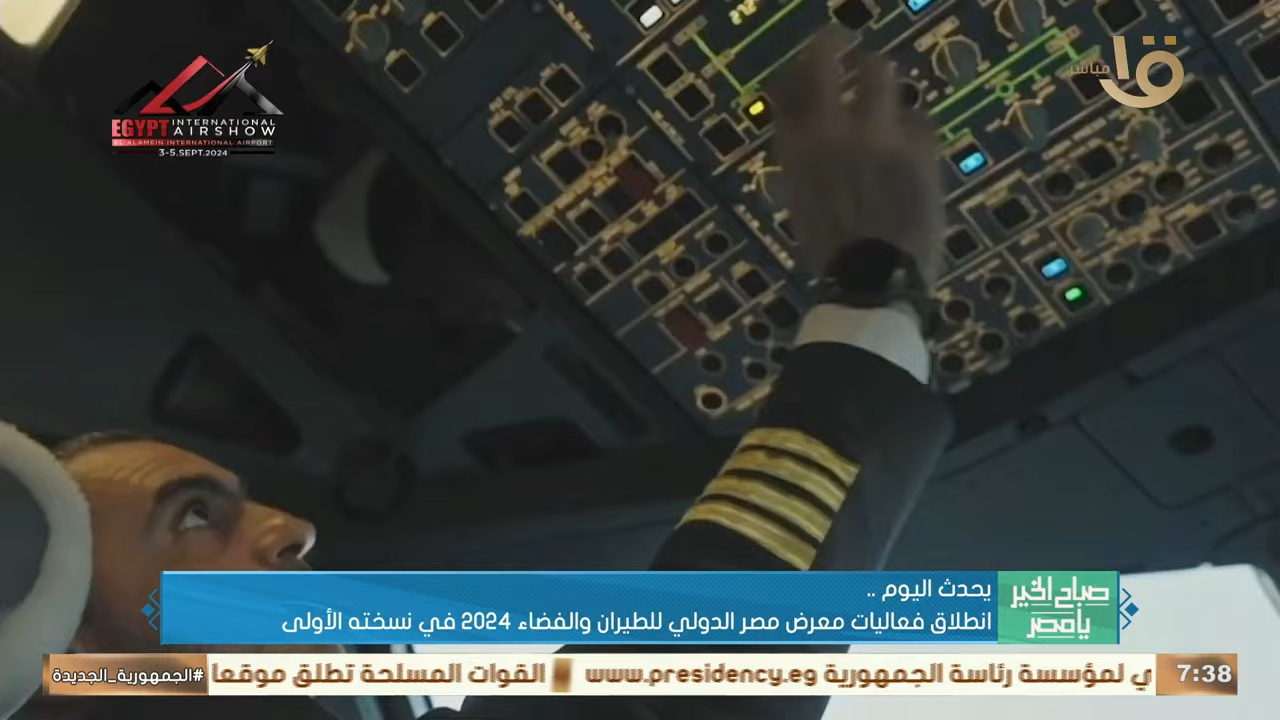 EGYPT INTERNATIONAL AIRSHOW
EL ALAMEIN INTERNATIONAL AIRPORT
3-5.SEPT.2024
مباشر
صباح الخير
يا مصر
يحدث اليوم ..
انطلاق فعاليات معرض مصر الدولي للطيران والفضاء 2024 في نسخته الأولى
7:38
ي لمؤسسة رئاسة الجمهورية www.presidency.eg
القوات المسلحة تطلق موقعا
#الجمهورية_الجديدة